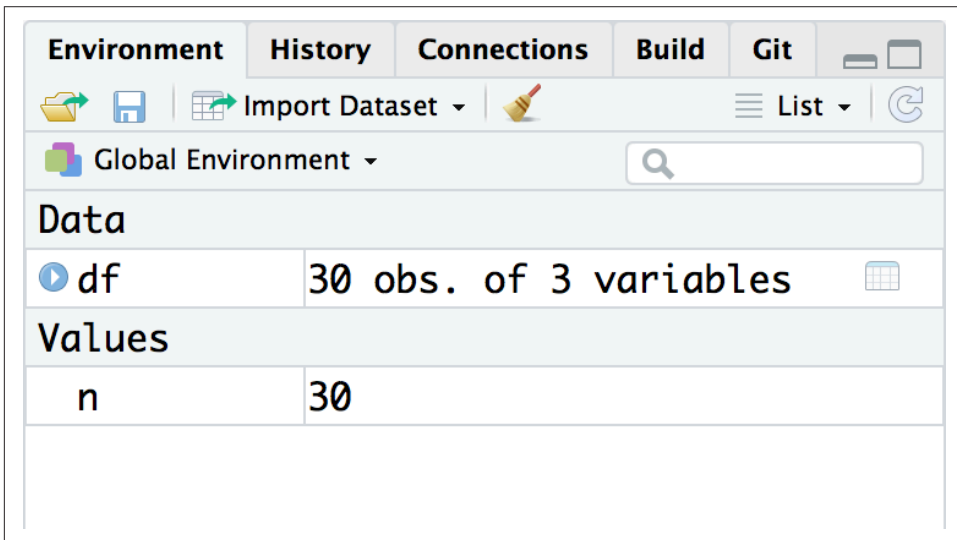 Environment History Connections Build Git
Import Dataset List
Global Environment
Data
df 30 obs. of 3 variables
Values
n 30